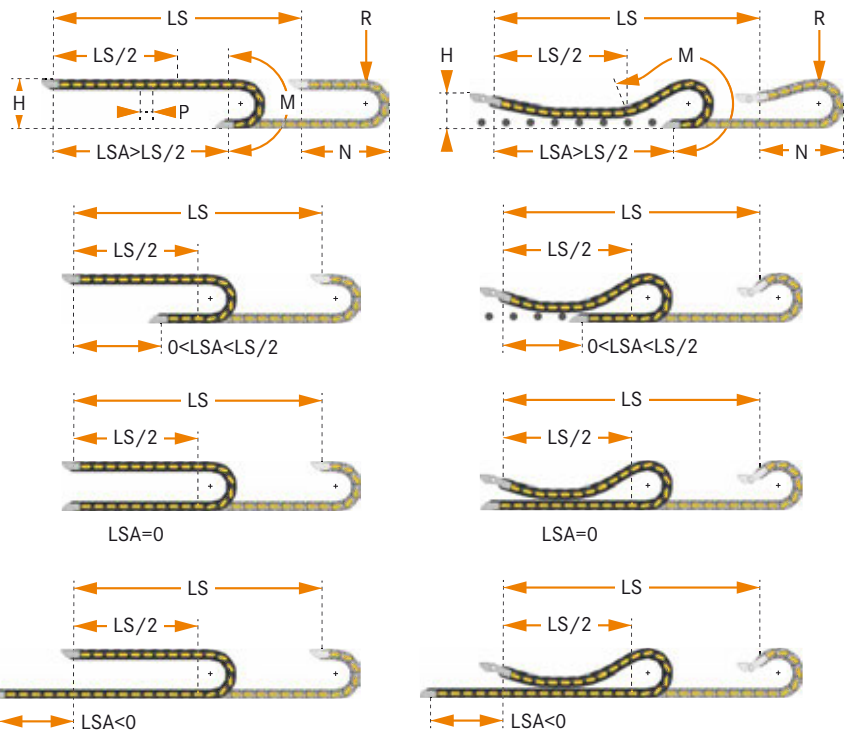 LS R
LS/2
H P M
LSA>LS/2 N
LS R
H LS/2 M
LSA>LS/2 N
LS
LS/2
0<LSA<LS/2
LS
LS/2
0<LSA<LS/2
LS
LS/2
LSA=0
LS
LS/2
LSA=0
LS
LS/2
LSA<0
LS
LS/2
LSA<0